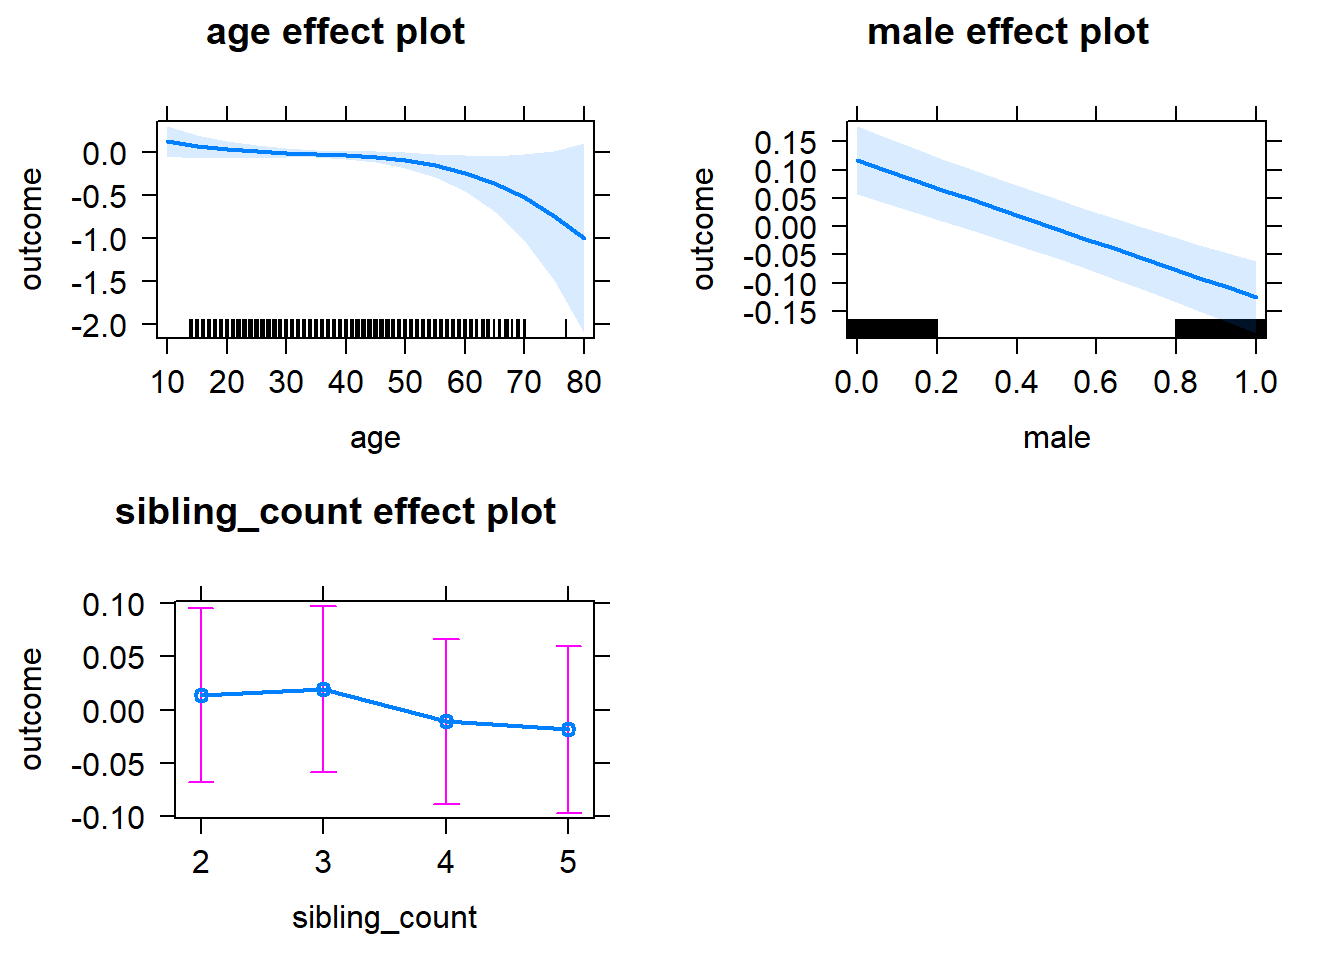 age effect plot
outcome
0.0
-0.5
-1.0
-1.5
-2.0
10 20 30 40 50 60 70 80
age
male effect plot
outcome
0.15
0.10
0.05
0.00
-0.05
-0.10
-0.15
0.0 0.2 0.4 0.6 0.8 1.0
male
sibling_count effect plot
outcome
0.10
0.05
0.00
-0.05
-0.10
2 3 4 5
sibling_count